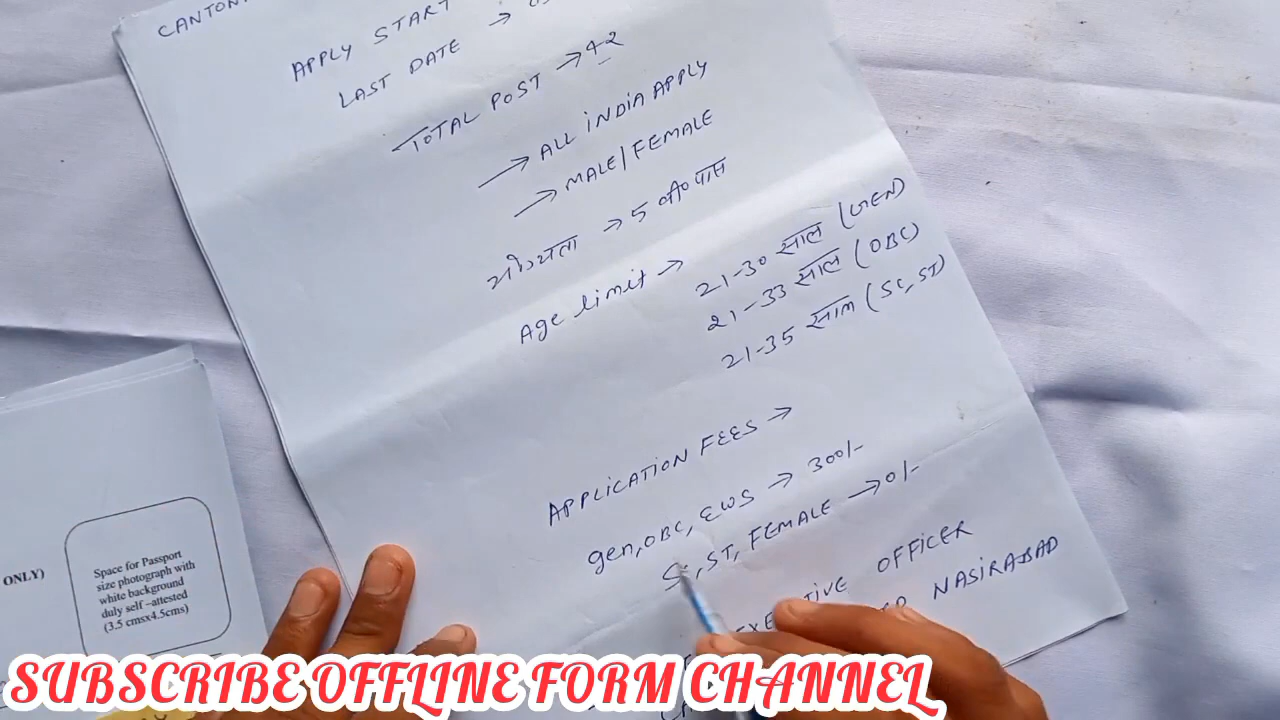 APPLY START
LAST DATE →
TOTAL POST → 42
→ ALL INDIA APPLY
→ MALE/FEMALE
योग्यता → 5 वी० पास
Age limit → 21-30 साल (GEN)
21-33 साल (OBC)
21-35 साल (SC, ST)
APPLICATION FEES →
gen, OBC, EWS → 300/-
SC, ST, FEMALE → 0/-
OFFICER
NASIRABAD
ONLY)
Space for Passport
size photograph with
white background
duly self –attested
(3.5 cmsx4.5cms)
SUBSCRIBE OFFLINE FORM CHANNEL